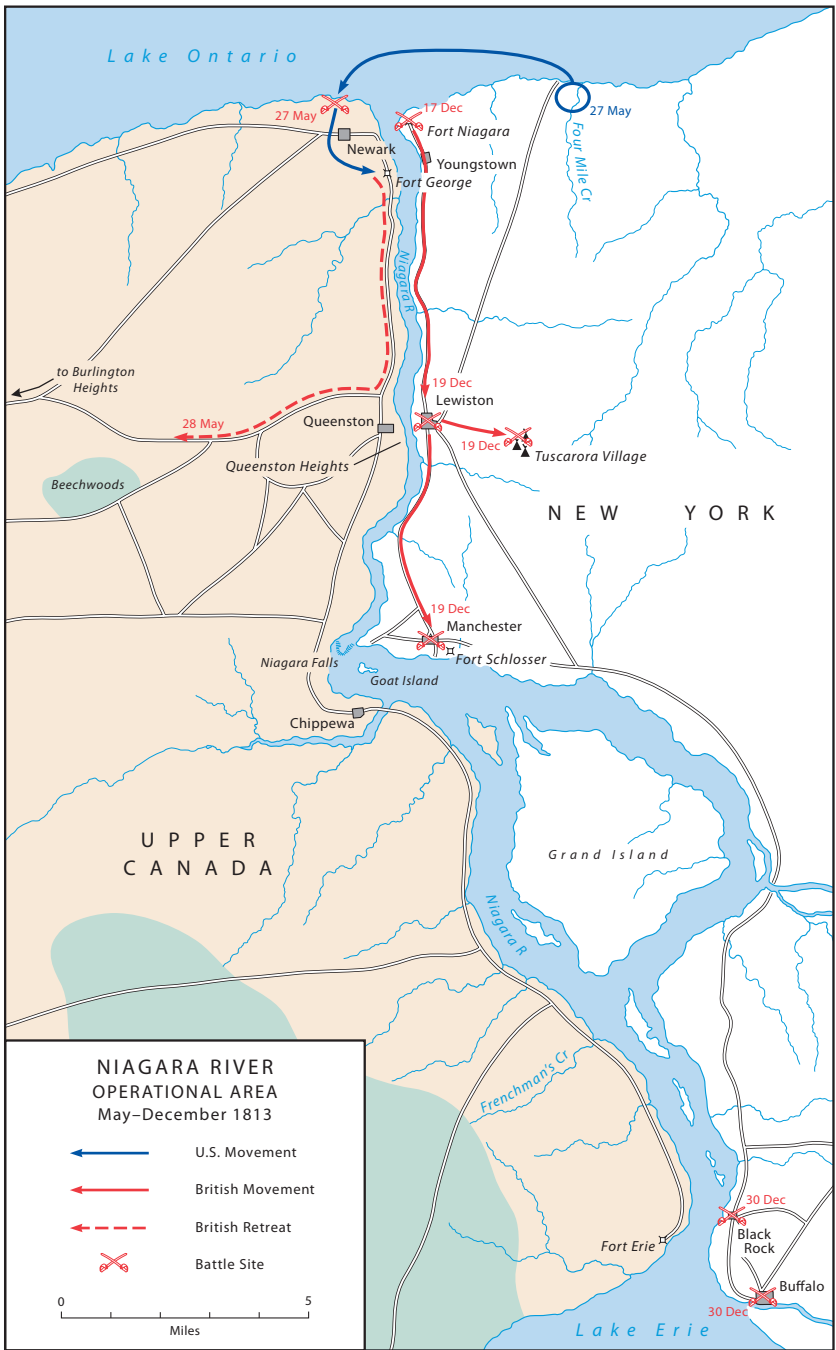 Lake Ontario
27 May
17 Dec
Fort Niagara
27 May
Newark
Youngstown
Four Mile Cr
Fort George
Niagara R
to Burlington
Heights
19 Dec
Lewiston
28 May
Queenston
19 Dec
Tuscarora Village
Queenston Heights
Beechwoods
NEW YORK
19 Dec
Manchester
Fort Schlosser
Niagara Falls
Goat Island
Chippewa
UPPER
CANADA
Grand Island
Niagara R
Frenchman's Cr
NIAGARA RIVER
OPERATIONAL AREA
May–December 1813
U.S. Movement
British Movement
British Retreat
Battle Site
0 5
Miles
30 Dec
Black
Rock
Fort Erie
Buffalo
30 Dec
Lake Erie